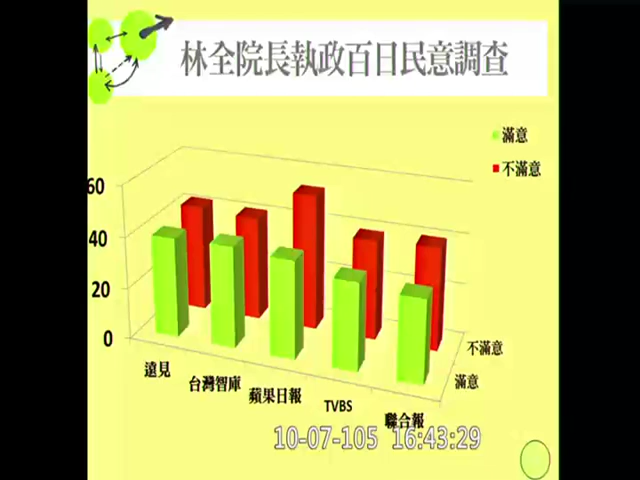 林全院長執政百日民意調查
滿意
不滿意
60
40
20
0
不滿意
滿意
遠見
台灣智庫
蘋果日報
TVBS
聯合報
10-07-105 16:43:29